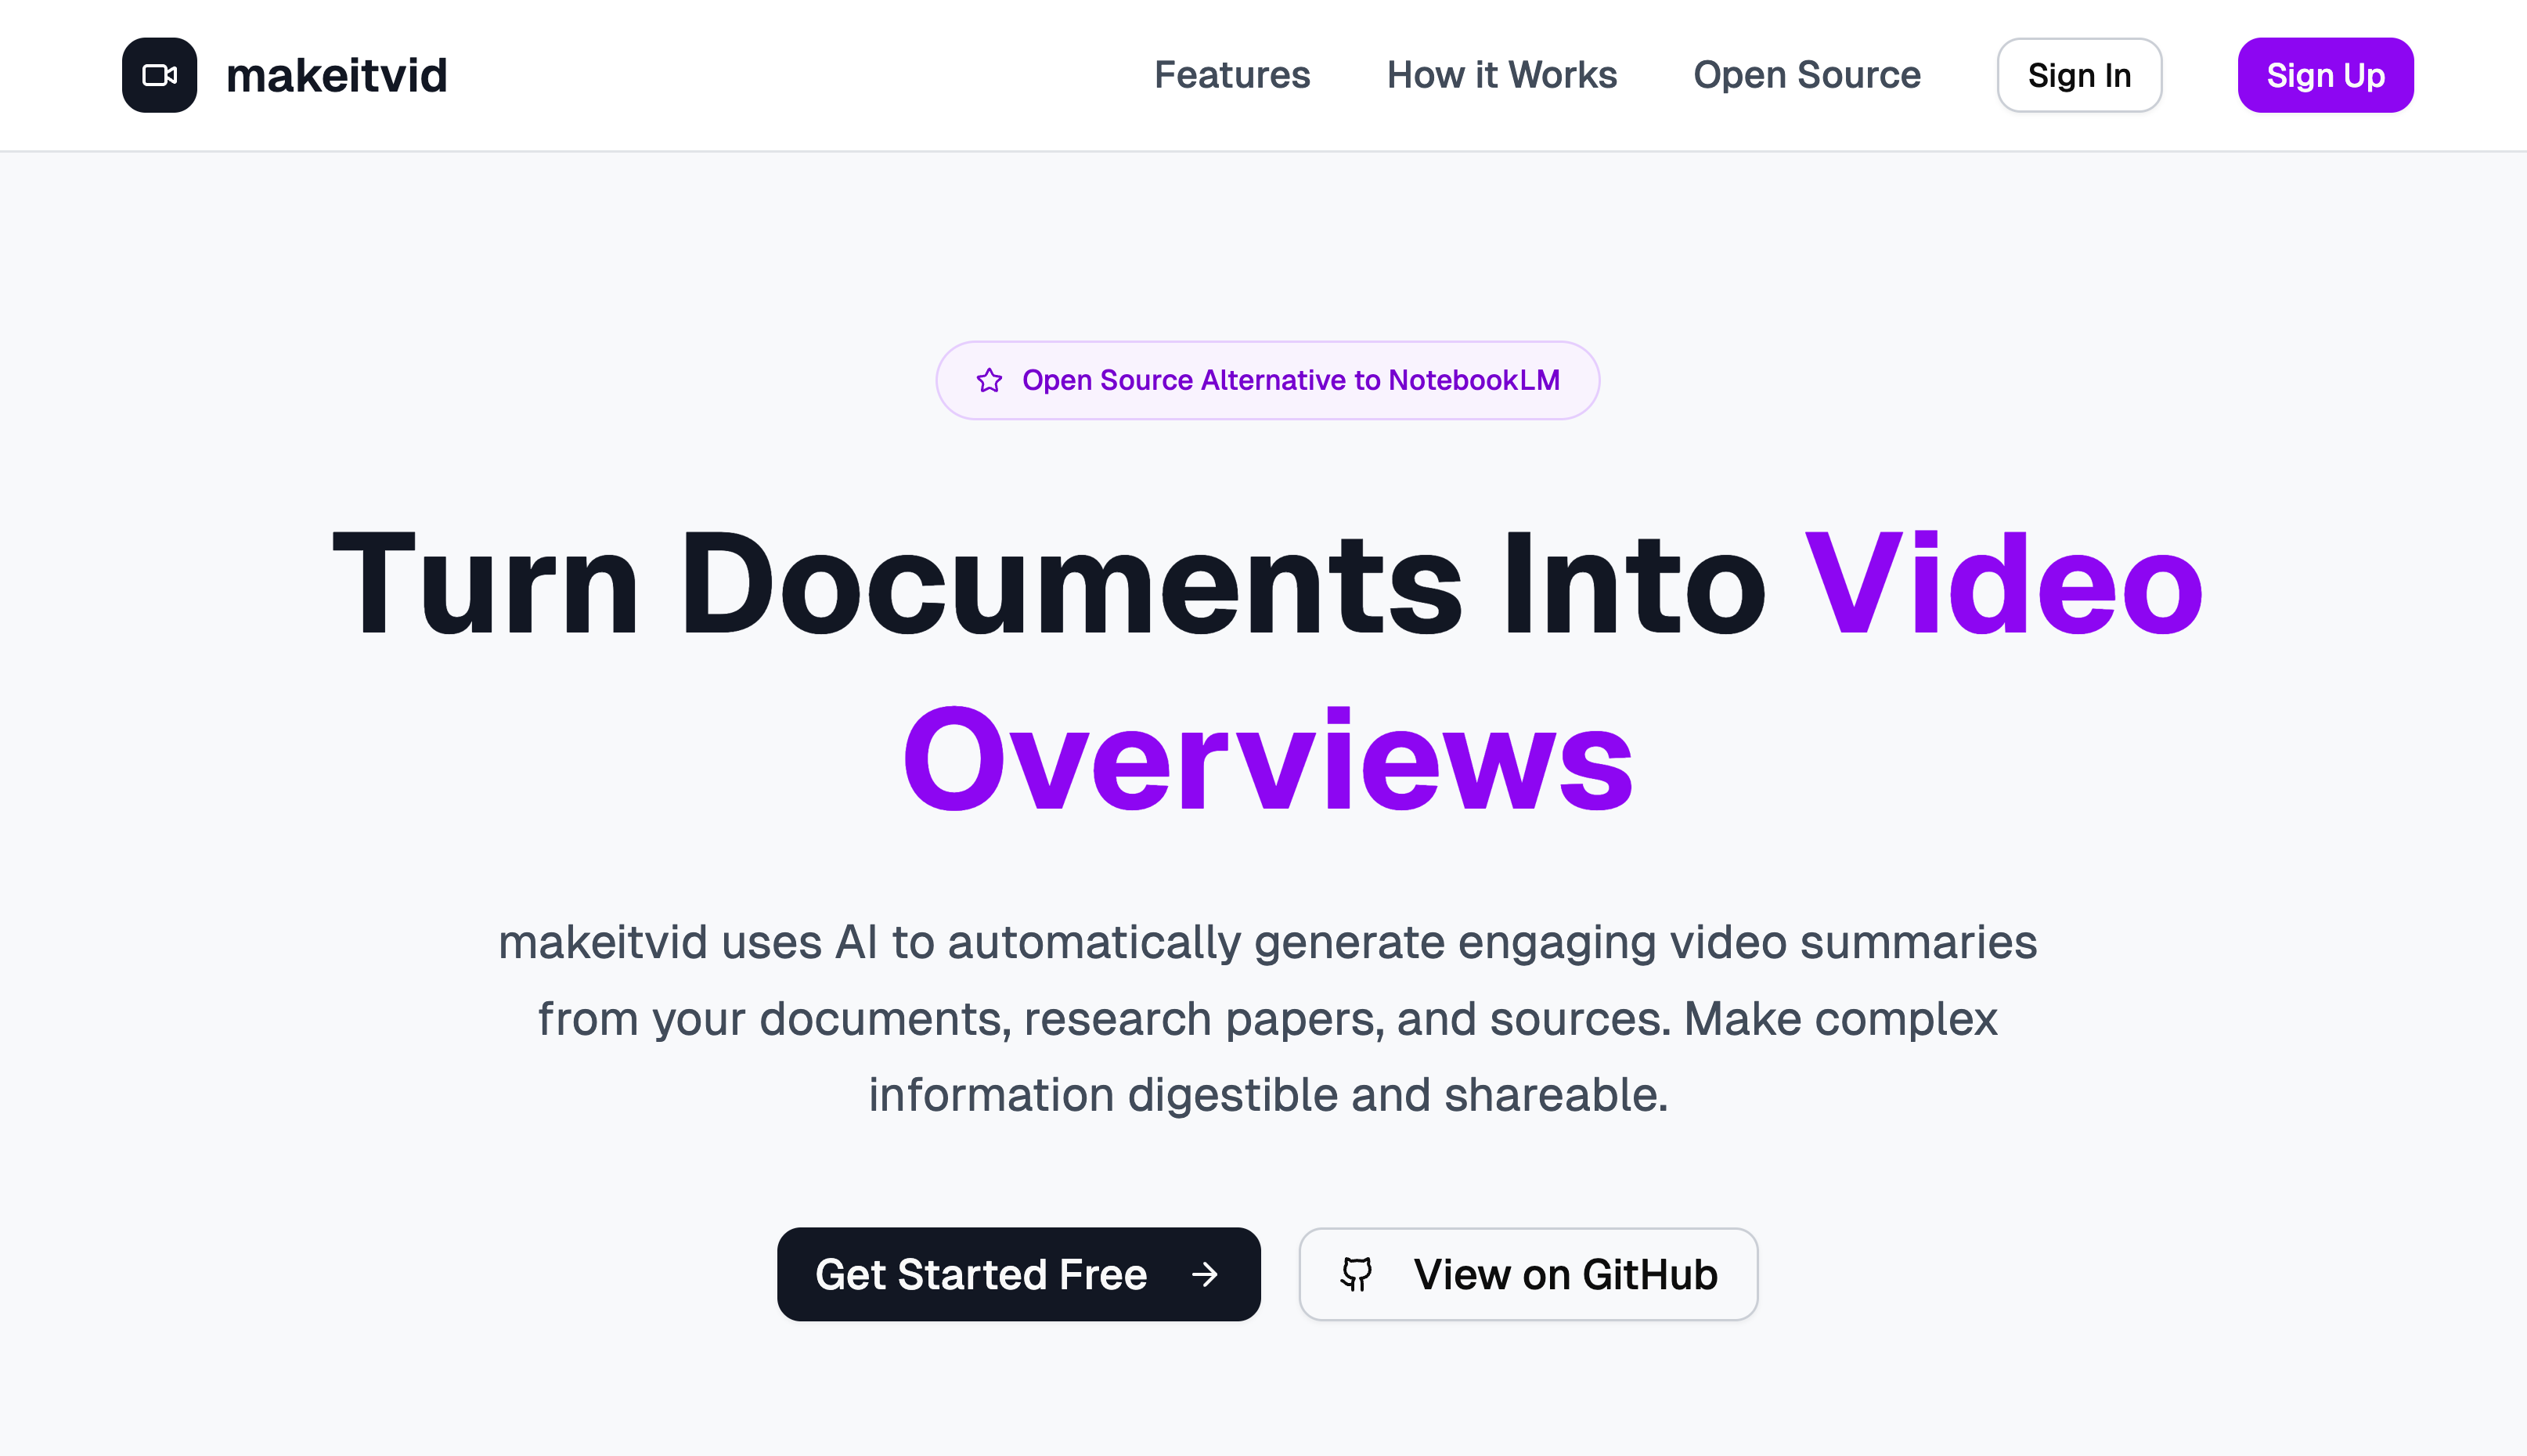 makeitvid
Features
How it Works
Open Source
Sign In
Sign Up
Open Source Alternative to NotebookLM
Turn Documents Into Video
Overviews
makeitvid uses AI to automatically generate engaging video summaries
from your documents, research papers, and sources. Make complex
information digestible and shareable.
Get Started Free
View on GitHub